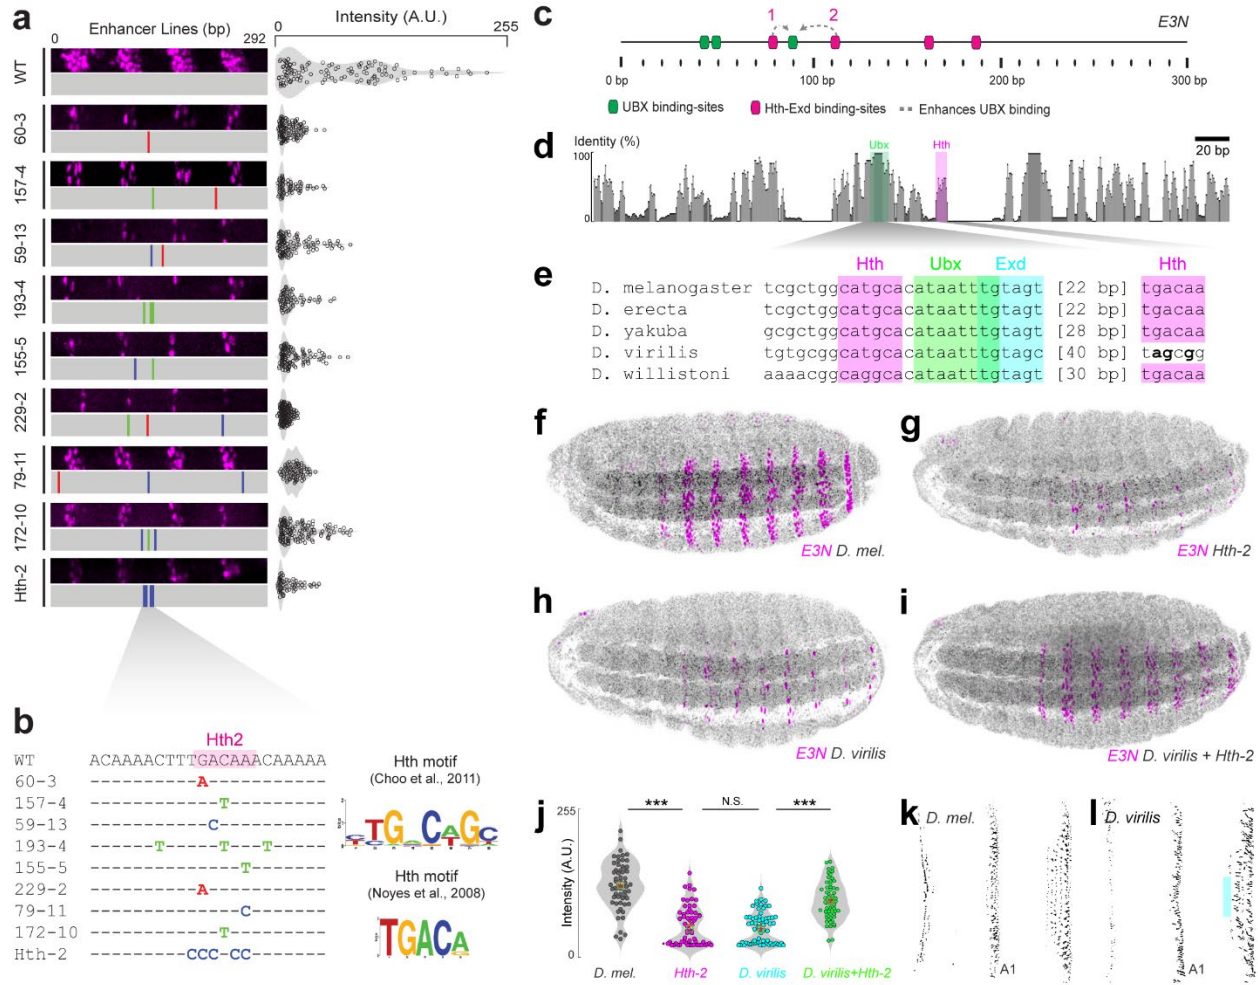 a
Enhancer Lines (bp)
0
292
Intensity (A.U.)
0
255
WT
60-3
157-4
59-13
193-4
155-5
229-2
79-11
172-10
Hth-2
b
Hth2
WT ACAAAACTTTGACAAACAAAAA
60-3 ----------A-----------
157-4 ------------T---------
59-13 -----------C----------
193-4 ------T-----T---T-----
155-5 --------------T-------
229-2 ----------A-----------
79-11 --------------C-------
172-10 ------------T---------
Hth-2 ---------CCC-CC-------
Hth motif
(Choo et al., 2011)
Hth motif
(Noyes et al., 2008)
TGACA
c
1
2
E3N
0 bp
100 bp
200 bp
300 bp
UBX binding-sites
Hth-Exd binding-sites
Enhances UBX binding
d
Identity (%)
100
0
Ubx
Hth
20 bp
e
Hth
Ubx
Exd
Hth
D. melanogaster tcgctggcatgcacataatttgtagt [22 bp] tgacaa
D. erecta tcgctggcatgcacataatttgtagt [22 bp] tgacaa
D. yakuba gcgctggcatgcacataatttgtagt [28 bp] tgacaa
D. virilis tgtgcggcatgcacataatttgtagc [40 bp] tagcgg
D. willistoni aaaacggcaggcacataatttgtagt [30 bp] tgacaa
f
E3N D. mel.
g
E3N Hth-2
h
E3N D. virilis
i
E3N D. virilis + Hth-2
j
Intensity (A.U.)
255
0
***
N.S.
***
D. mel.
Hth-2
D. virilis
D. virilis+Hth-2
k
D. mel.
A1
l
D. virilis
A1